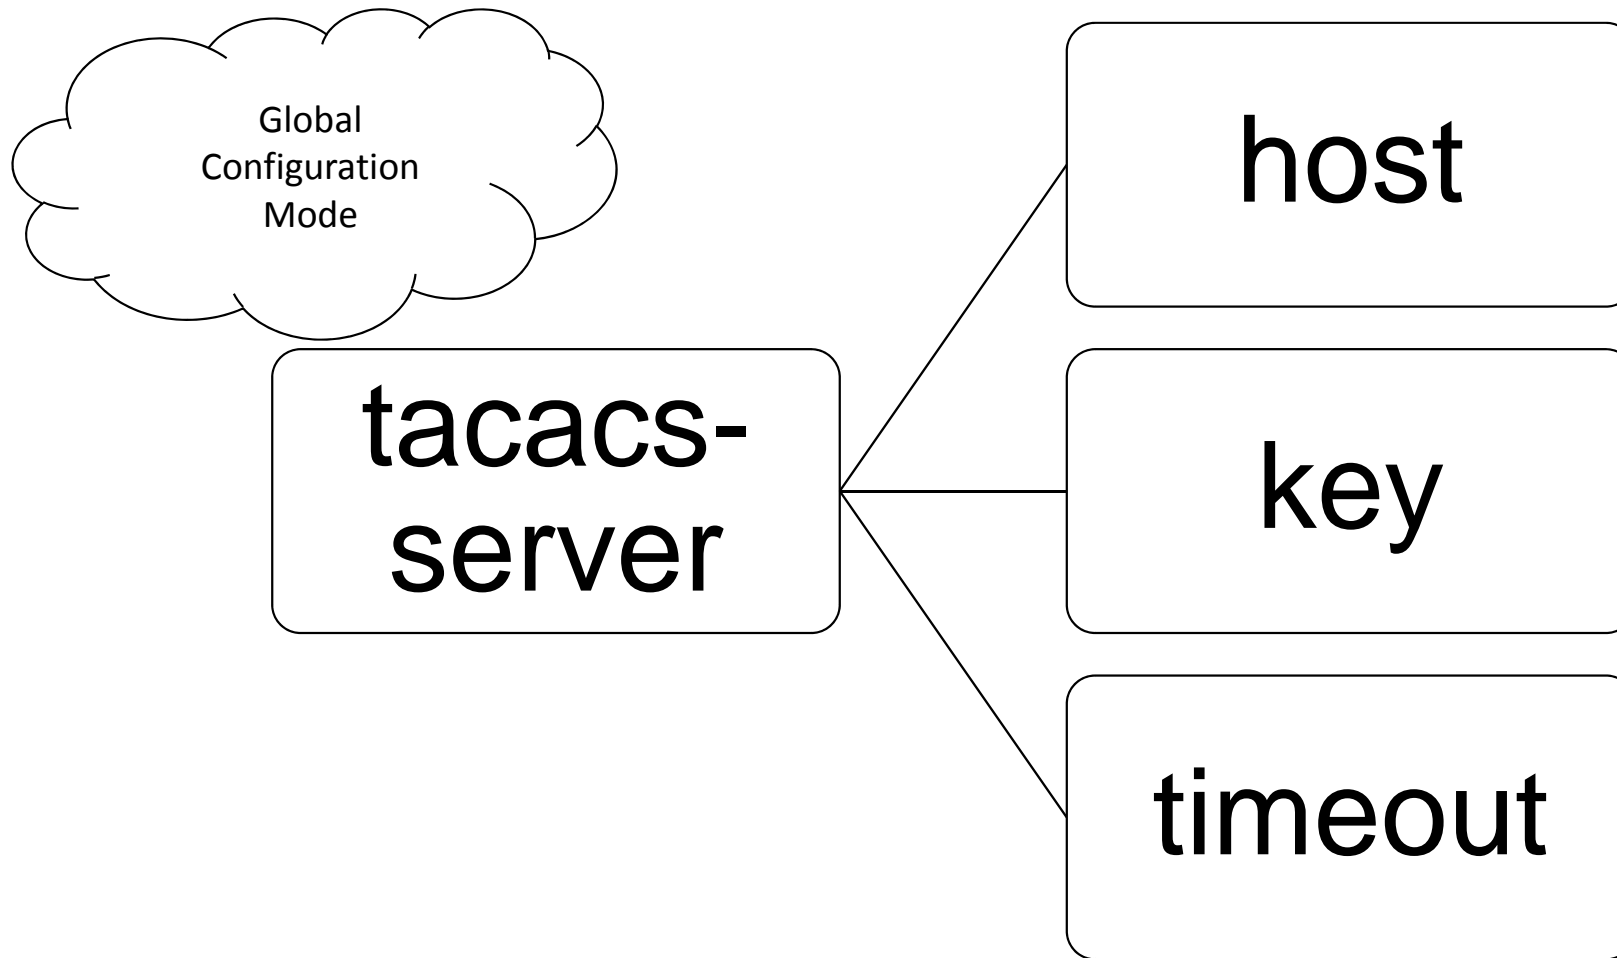 Global
Configuration
Mode
tacacs-
server
host
key
timeout